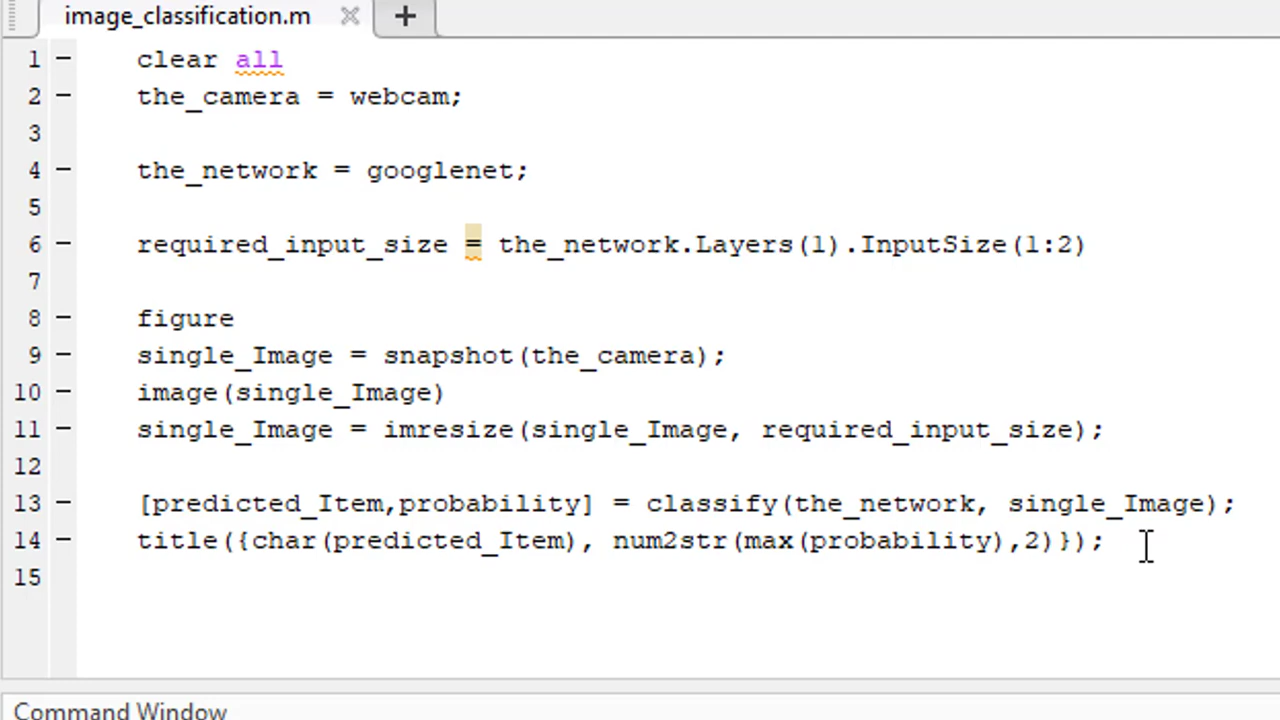 image_classification.m
1 clear all
2 the_camera = webcam;
3
4 the_network = googlenet;
5
6 required_input_size = the_network.Layers(1).InputSize(1:2)
7
8 figure
9 single_Image = snapshot(the_camera);
10 image(single_Image)
11 single_Image = imresize(single_Image, required_input_size);
12
13 [predicted_Item,probability] = classify(the_network, single_Image);
14 title({char(predicted_Item), num2str(max(probability),2)});
15
Command Window